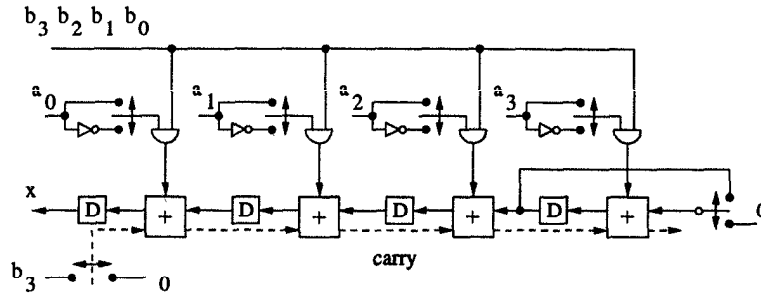 b3 b2 b1 b0
a0 a1 a2 a3
x D + D + D + D + 0
carry
b3 0